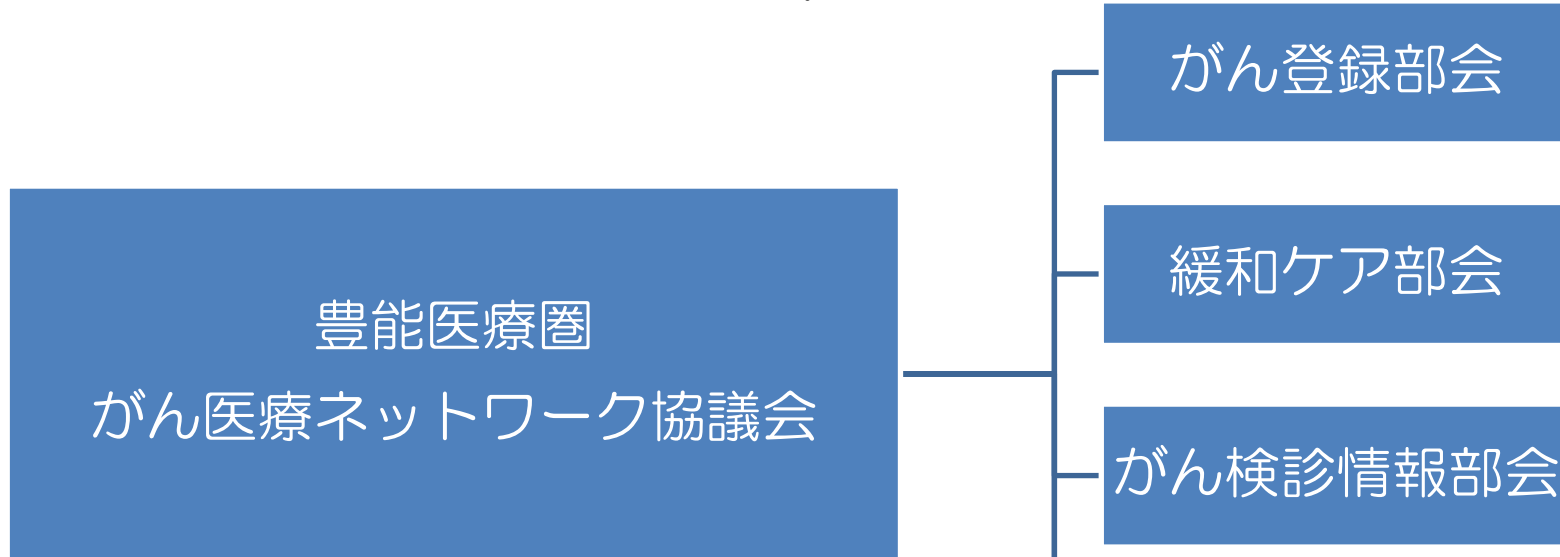 がん登録部会
緩和ケア部会
豊能医療圏
がん医療ネットワーク協議会
がん検診情報部会